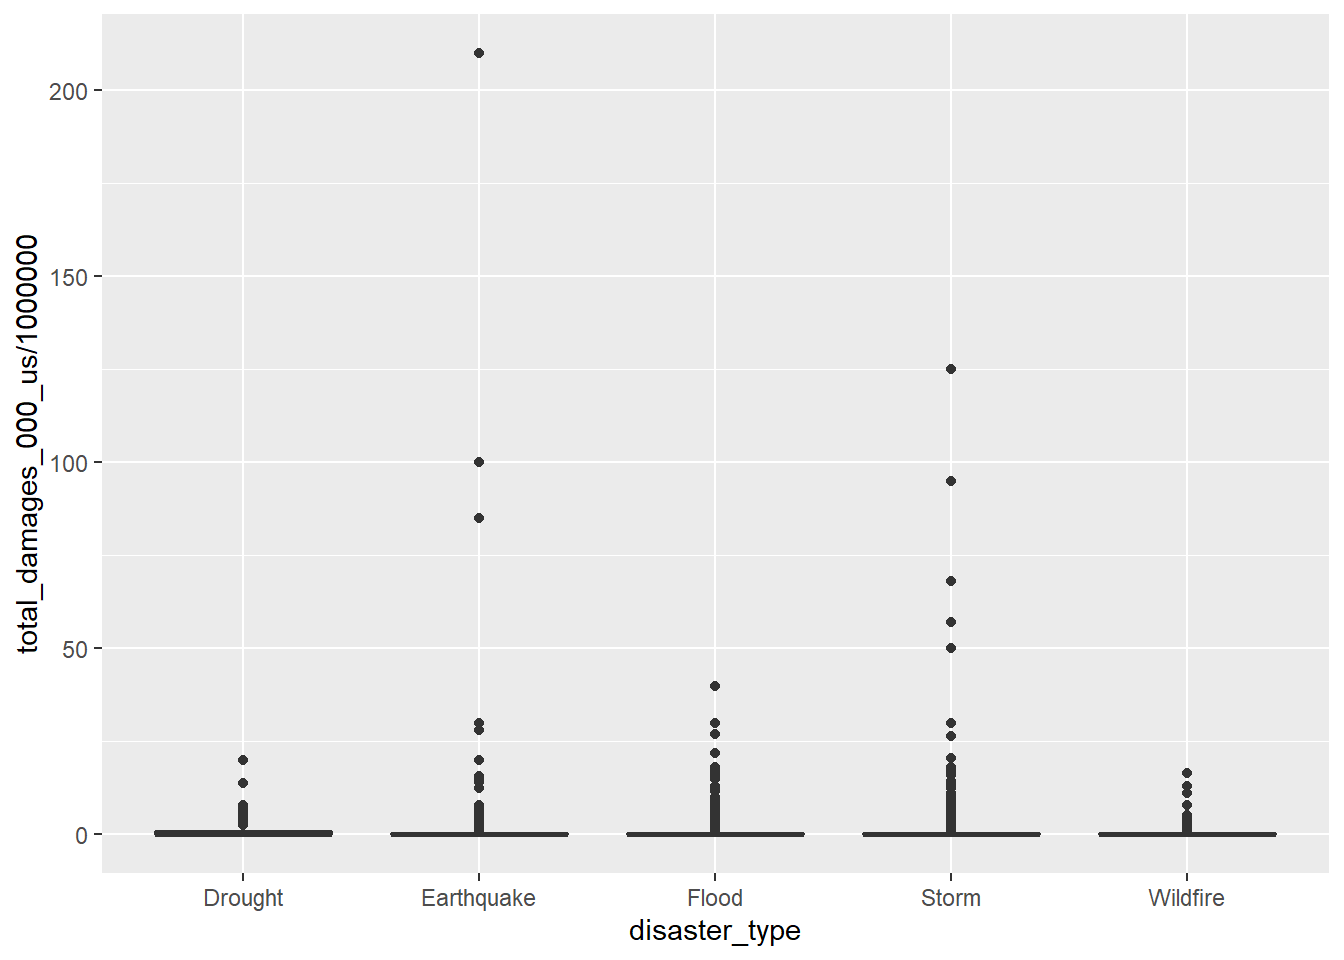 total_damages_000_us/1000000
200
150
100
50
0
Drought Earthquake Flood Storm Wildfire
disaster_type